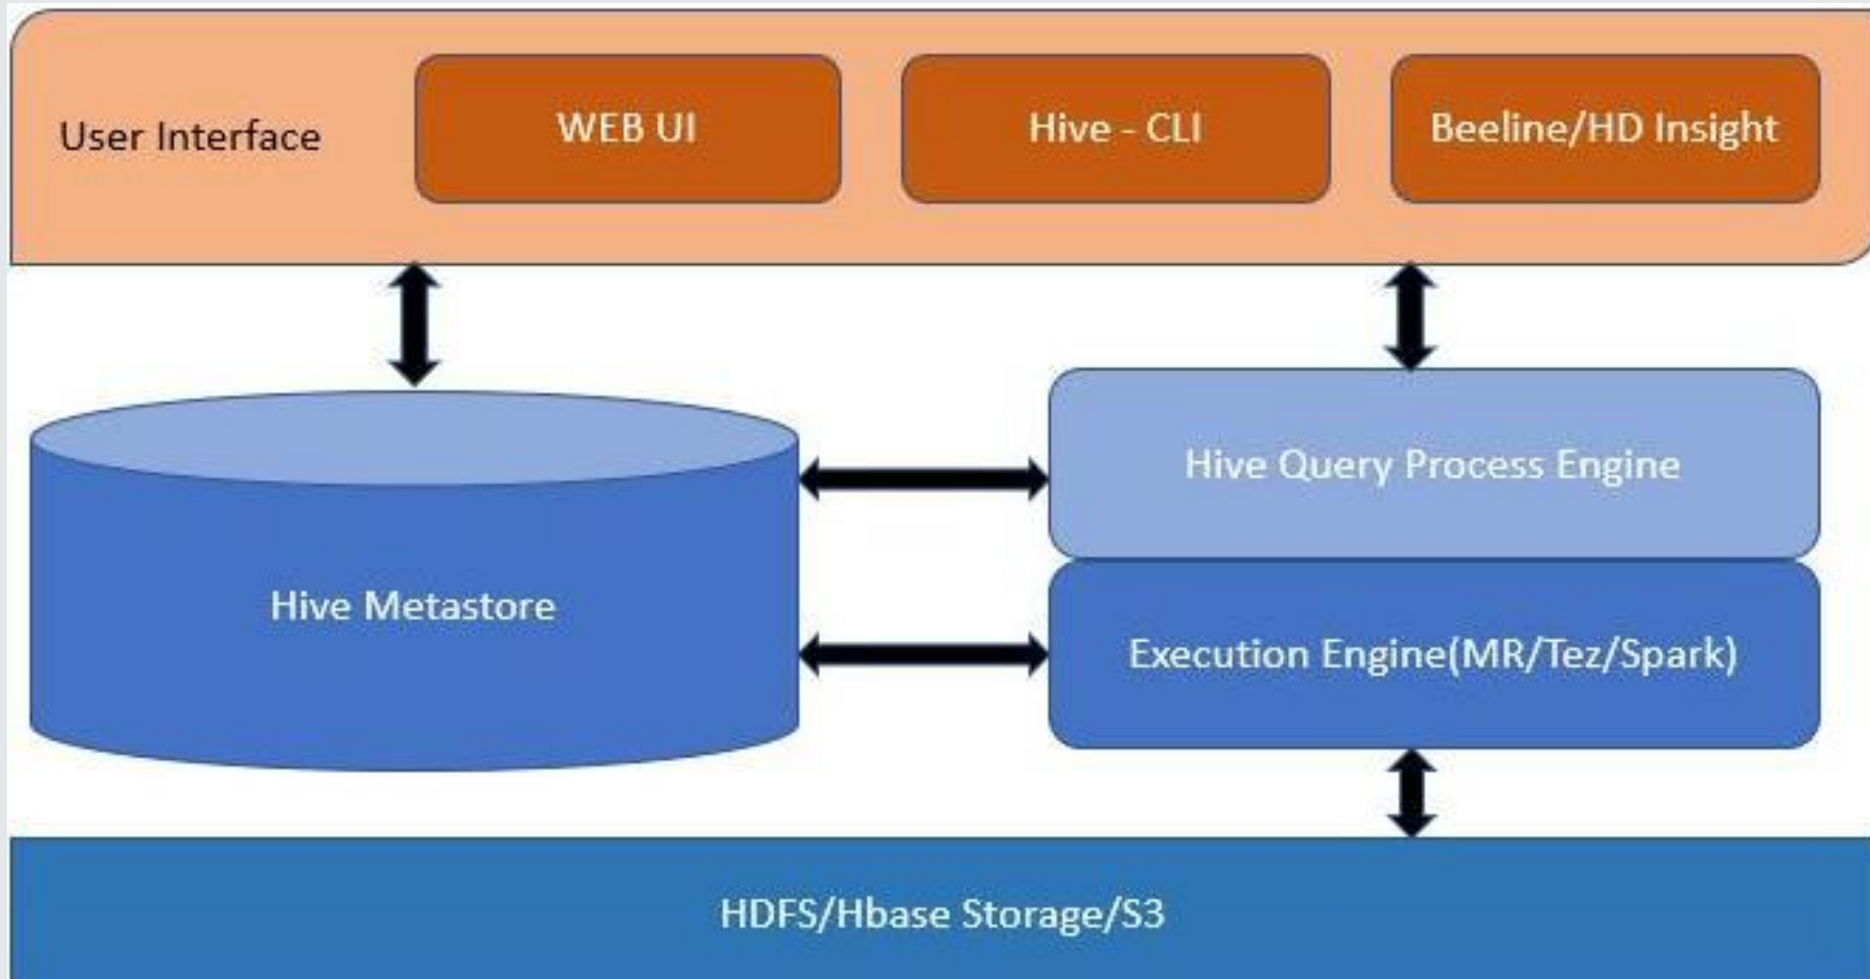 User Interface
WEB UI
Hive - CLI
Beeline/HD Insight
Hive Query Process Engine
Hive Metastore
Execution Engine(MR/Tez/Spark)
HDFS/Hbase Storage/S3